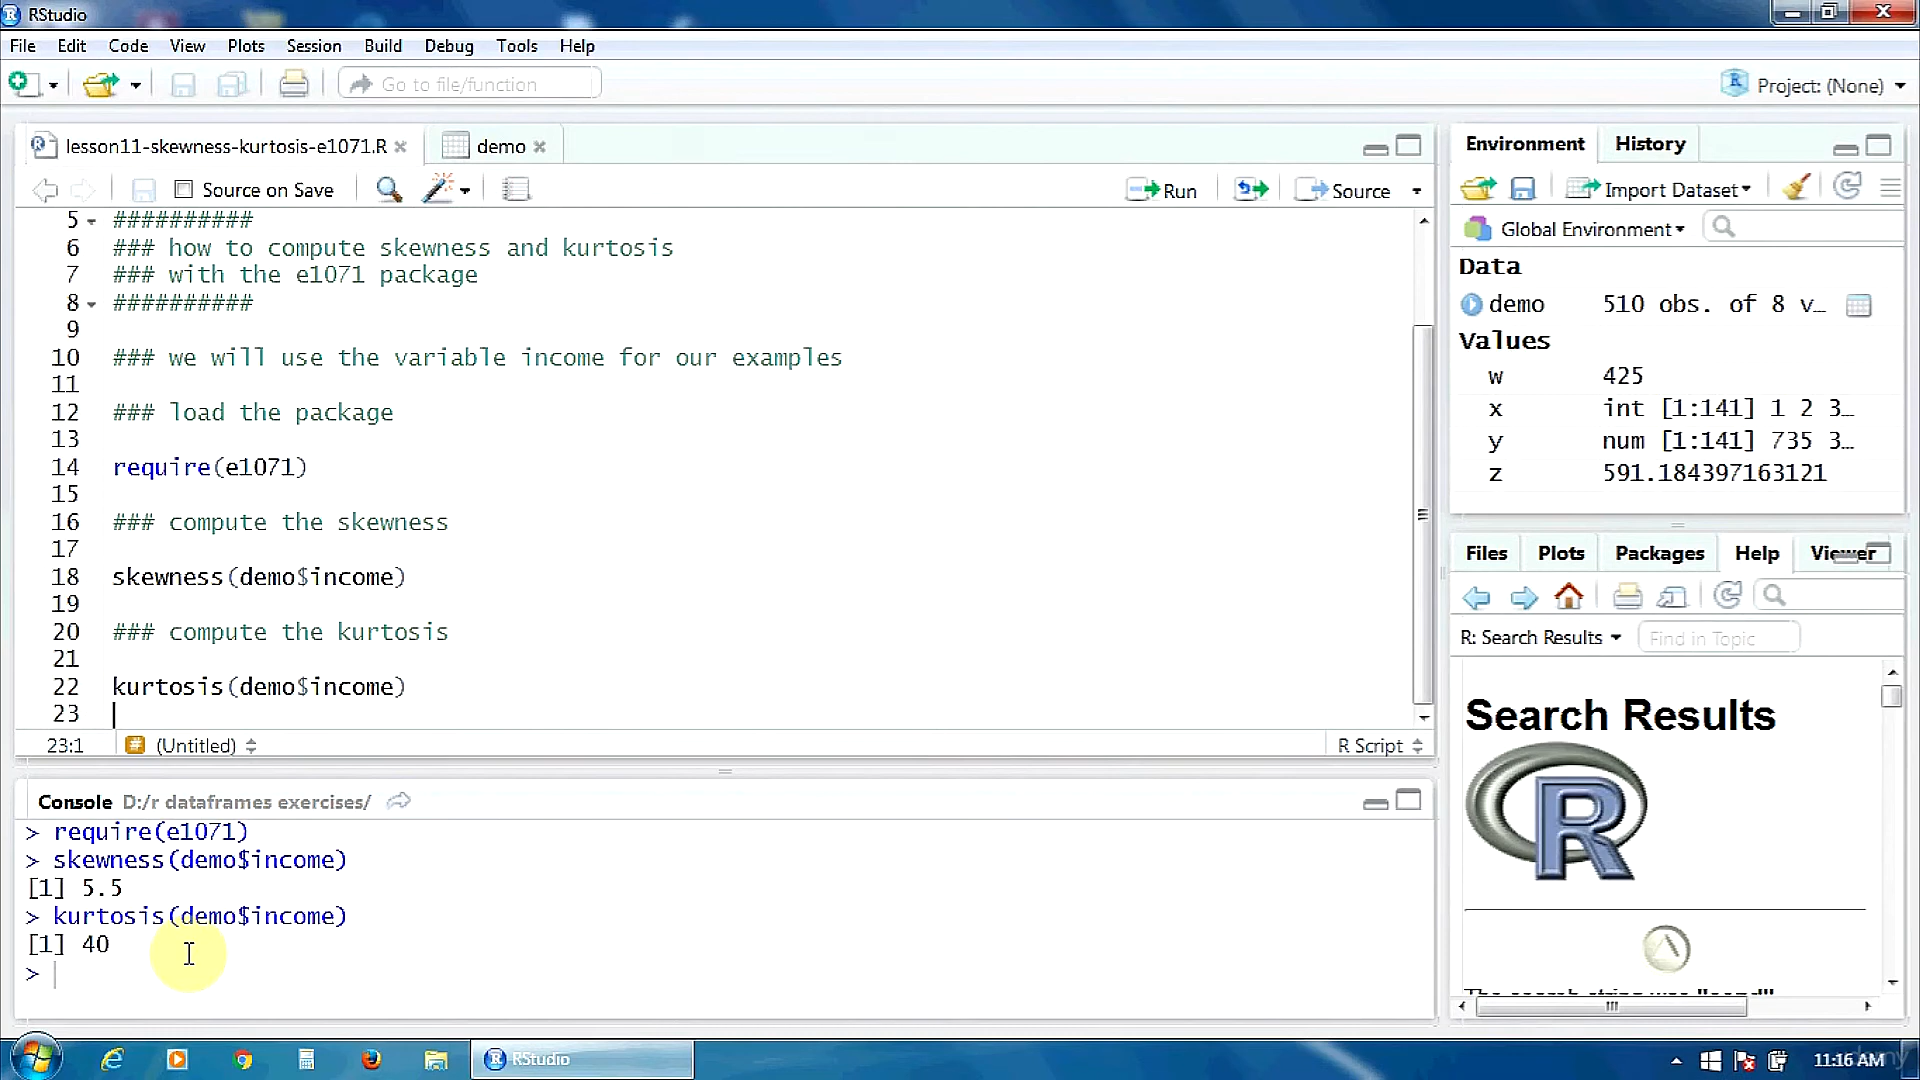 RStudio
File Edit Code View Plots Session Build Debug Tools Help
Go to file/function
Project: (None)
lesson11-skewness-kurtosis-e1071.R
demo
Source on Save
Run
Source
5 ##########
6 ### how to compute skewness and kurtosis
7 ### with the e1071 package
8 ##########
9
10 ### we will use the variable income for our examples
11
12 ### load the package
13
14 require(e1071)
15
16 ### compute the skewness
17
18 skewness(demo$income)
19
20 ### compute the kurtosis
21
22 kurtosis(demo$income)
23
23:1 (Untitled) R Script
Console D:/r dataframes exercises/
> require(e1071)
> skewness(demo$income)
[1] 5.5
> kurtosis(demo$income)
[1] 40
>
Environment History
Import Dataset
Global Environment
Data
demo 510 obs. of 8 v…
Values
w 425
x int [1:141] 1 2 3…
y num [1:141] 735 3…
z 591.184397163121
Files Plots Packages Help Viewer
R: Search Results Find in Topic
Search Results
R
RStudio
11:16 AM